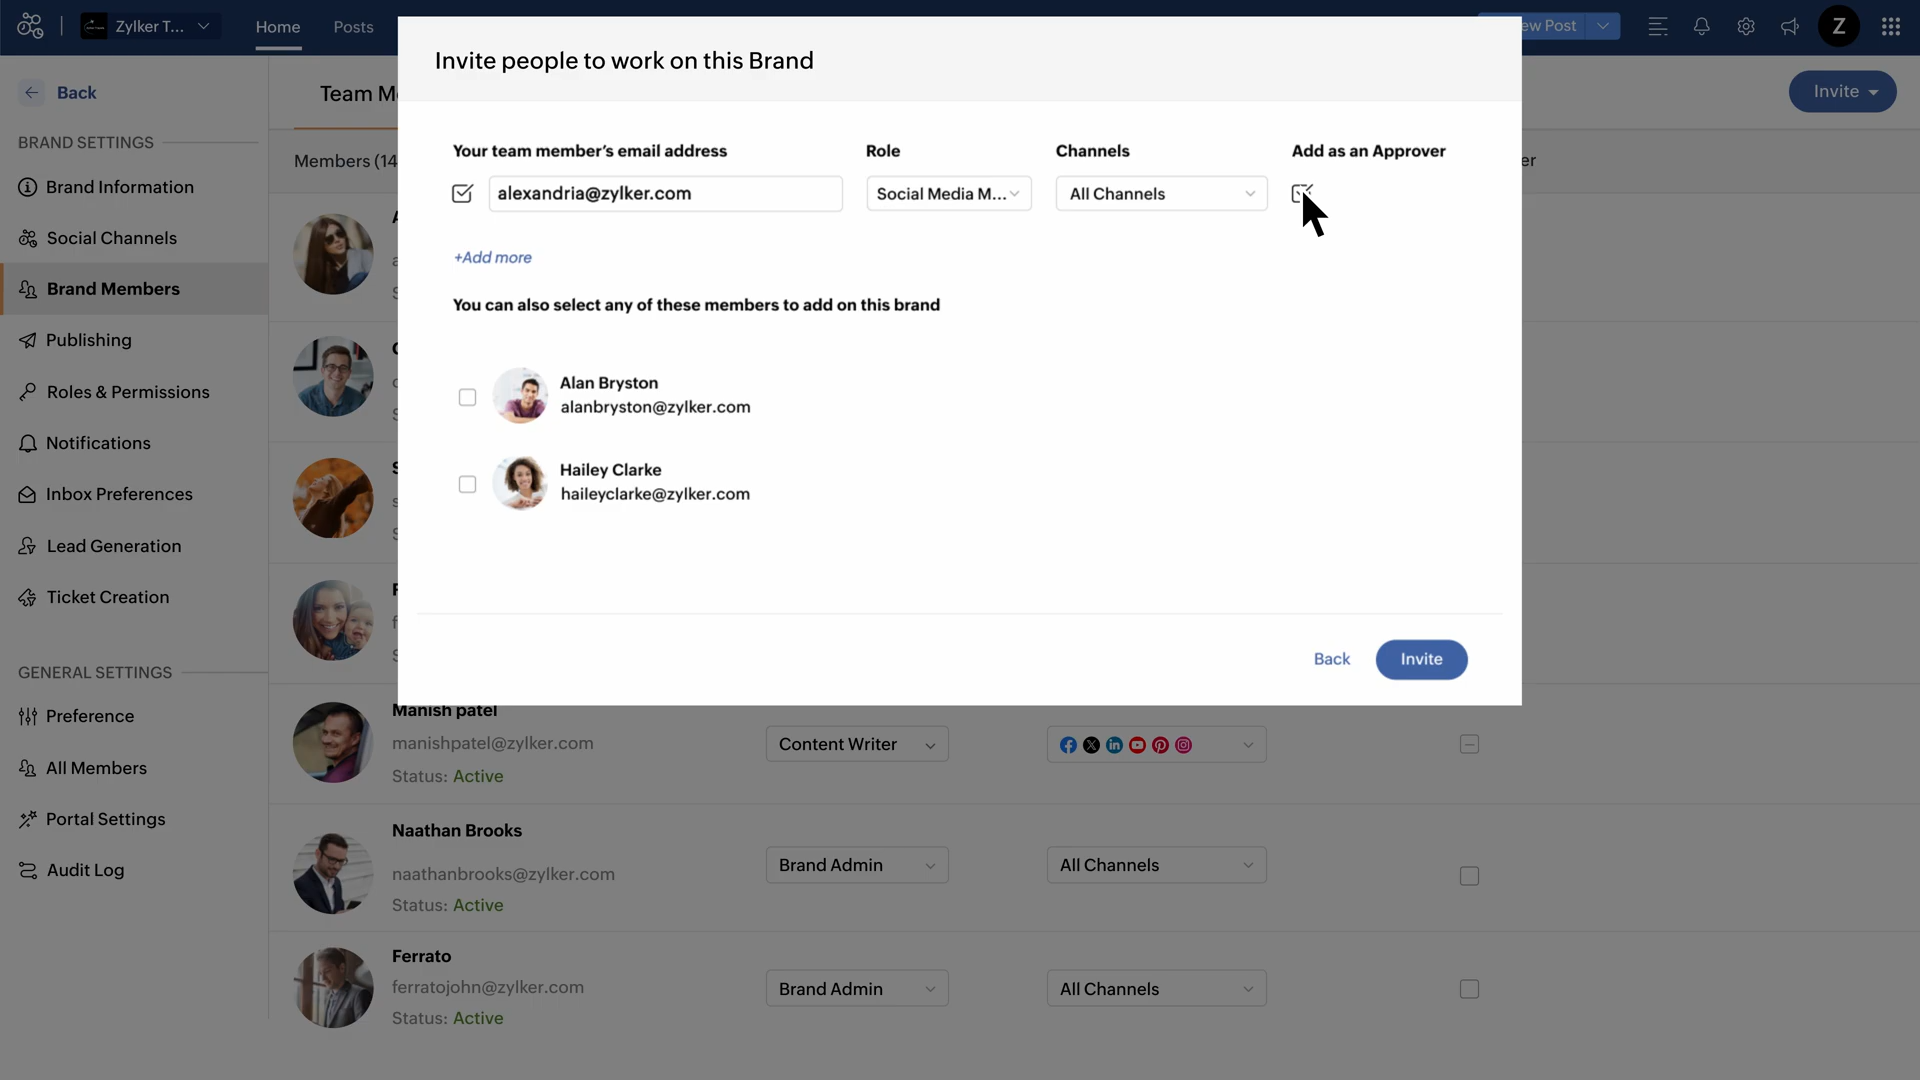 Zylker T...
Home
Posts
ew Post
Z
Invite people to work on this Brand
Back
Team M
Invite
BRAND SETTINGS
Members (14
er
Brand Information
Social Channels
Brand Members
Publishing
Roles & Permissions
Notifications
Inbox Preferences
Lead Generation
Ticket Creation
GENERAL SETTINGS
Preference
All Members
Portal Settings
Audit Log
Your team member's email address
Role
Channels
Add as an Approver
alexandria@zylker.com
Social Media M...
All Channels
+Add more
You can also select any of these members to add on this brand
Alan Bryston
alanbryston@zylker.com
Hailey Clarke
haileyclarke@zylker.com
Back
Invite
Manish patel
manishpatel@zylker.com
Status: Active
Content Writer
Naathan Brooks
naathanbrooks@zylker.com
Status: Active
Brand Admin
All Channels
Ferrato
ferratojohn@zylker.com
Status: Active
Brand Admin
All Channels